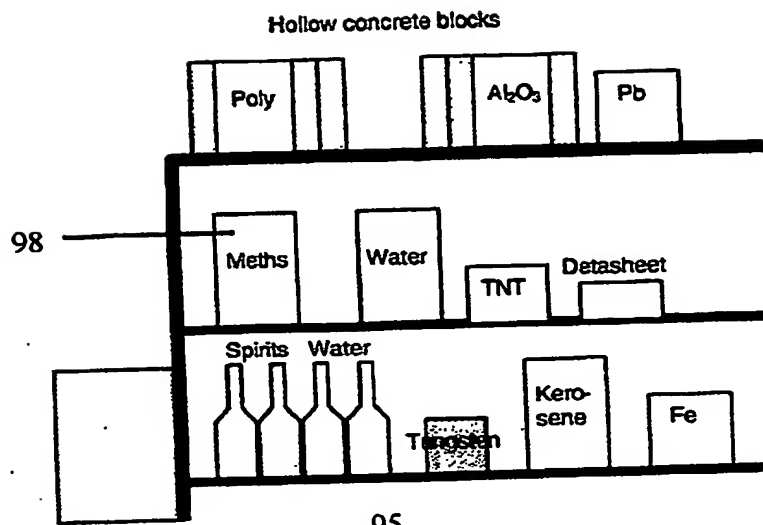 Hollow concrete blocks
Poly
Al₂O₃
Pb
98
Meths
Water
TNT
Detasheet
Spirits Water
Tungsten
Kero-
sene
Fe
95